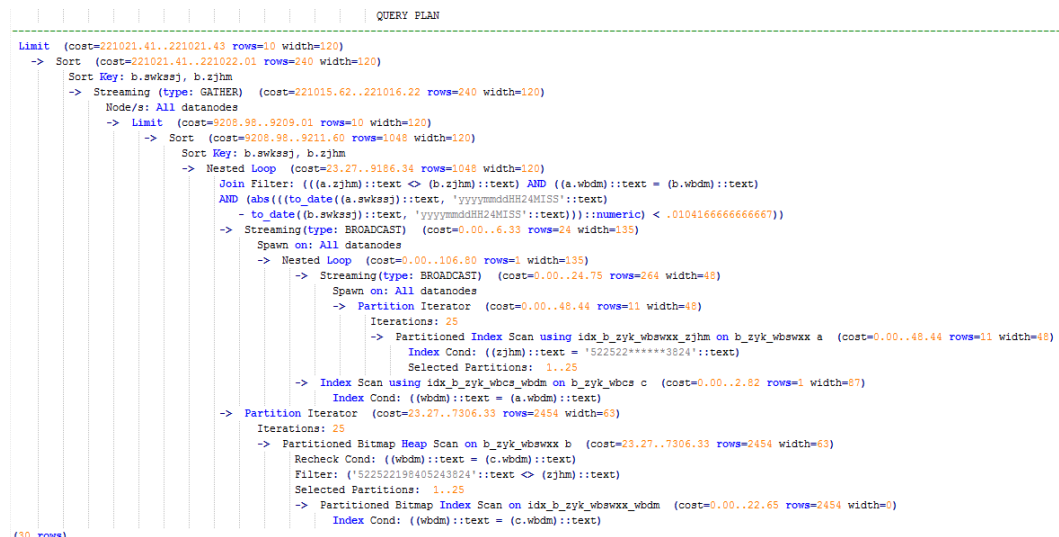 QUERY PLAN
Limit  (cost=221021.41..221021.43 rows=10 width=120)
->  Sort  (cost=221021.41..221022.01 rows=240 width=120)
Sort Key: b.swkssj, b.zjhm
->  Streaming (type: GATHER)  (cost=221015.62..221016.22 rows=240 width=120)
Node/s: All datanodes
->  Limit  (cost=9208.98..9209.01 rows=10 width=120)
->  Sort  (cost=9208.98..9211.60 rows=1048 width=120)
Sort Key: b.swkssj, b.zjhm
->  Nested Loop  (cost=23.27..9186.34 rows=1048 width=120)
Join Filter: (((a.zjhm)::text <> (b.zjhm)::text) AND ((a.wbdm)::text = (b.wbdm)::text)
AND (abs(((to_date((a.swkssj)::text, 'yyyymmddHH24MISS'::text)
- to_date((b.swkssj)::text, 'yyyymmddHH24MISS'::text)))::numeric) < .0104166666666667))
->  Streaming(type: BROADCAST)  (cost=0.00..6.33 rows=24 width=135)
Spawn on: All datanodes
->  Nested Loop  (cost=0.00..106.80 rows=1 width=135)
->  Streaming(type: BROADCAST)  (cost=0.00..24.75 rows=264 width=48)
Spawn on: All datanodes
->  Partition Iterator  (cost=0.00..48.44 rows=11 width=48)
Iterations: 25
->  Partitioned Index Scan using idx_b_zyk_wbswxx_zjhm on b_zyk_wbswxx a  (cost=0.00..48.44 rows=11 width=48)
Index Cond: ((zjhm)::text = '522522******3824'::text)
Selected Partitions:  1..25
->  Index Scan using idx_b_zyk_wbcs_wbdm on b_zyk_wbcs c  (cost=0.00..2.82 rows=1 width=87)
Index Cond: ((wbdm)::text = (a.wbdm)::text)
->  Partition Iterator  (cost=23.27..7306.33 rows=2454 width=63)
Iterations: 25
->  Partitioned Bitmap Heap Scan on b_zyk_wbswxx b  (cost=23.27..7306.33 rows=2454 width=63)
Recheck Cond: ((wbdm)::text = (c.wbdm)::text)
Filter: ('522522198405243824'::text <> (zjhm)::text)
Selected Partitions:  1..25
->  Partitioned Bitmap Index Scan on idx_b_zyk_wbswxx_wbdm  (cost=0.00..22.65 rows=2454 width=0)
Index Cond: ((wbdm)::text = (c.wbdm)::text)
(30 rows)